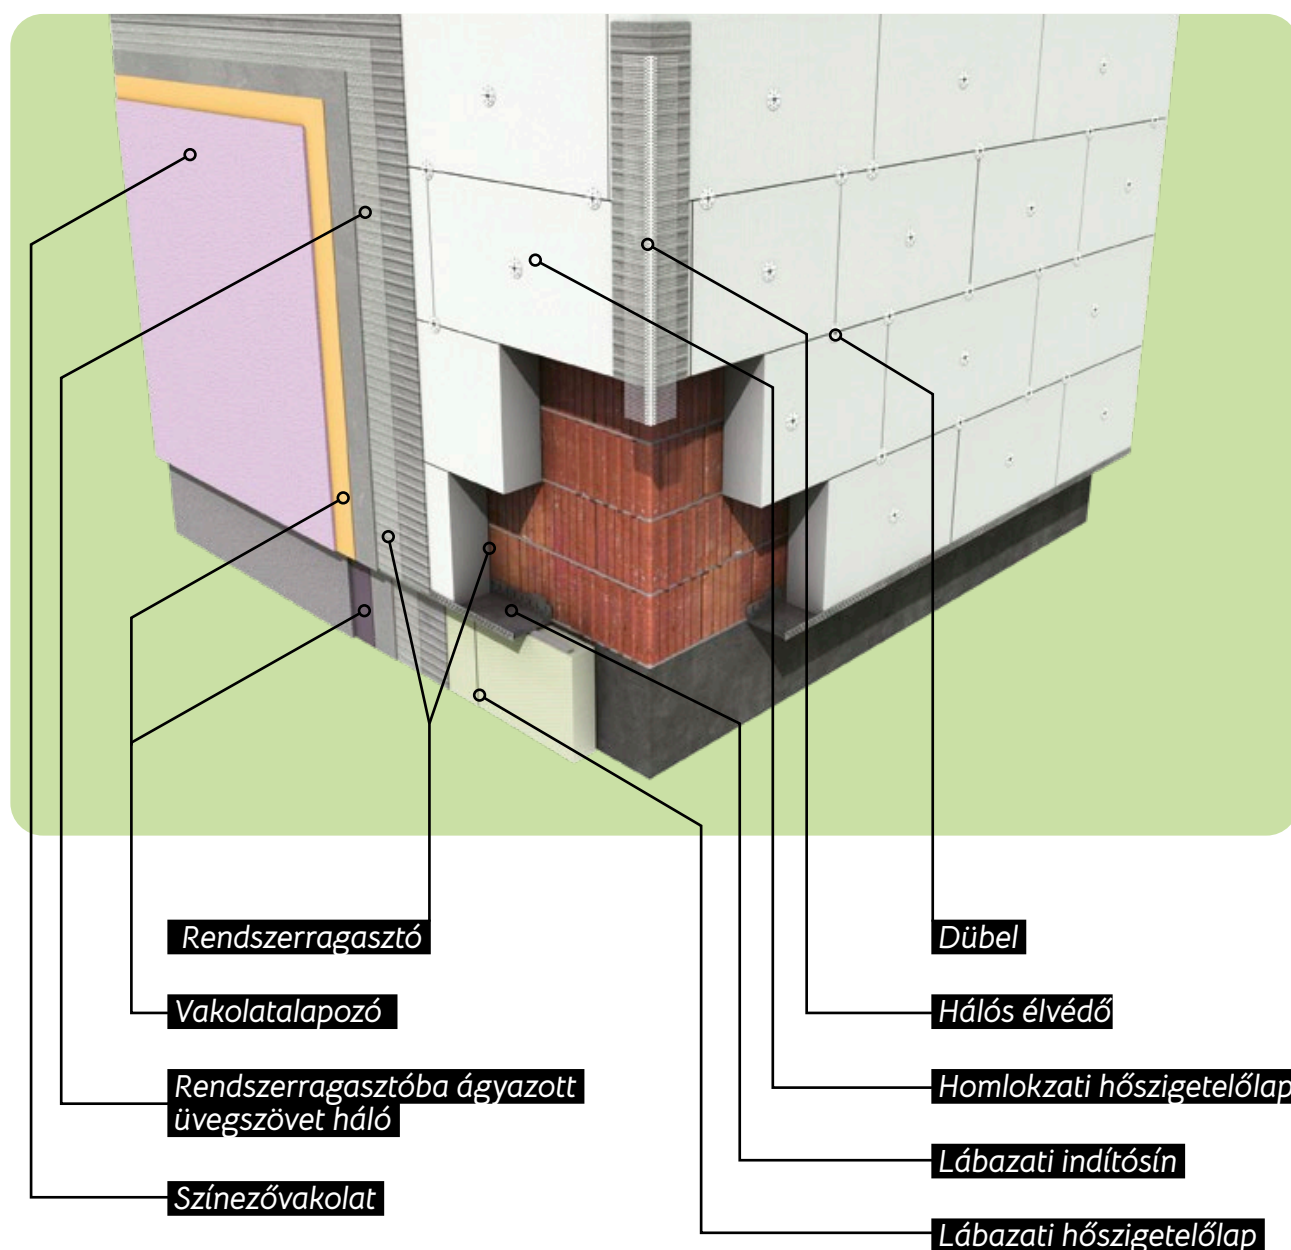 Rendszerragasztó
Vakolatalapozó
Rendszerragasztóba ágyazott
üvegszövet háló
Színezővakolat
Dübel
Hálós élvédő
Homlokzati hőszigetelőlap
Lábazati indítósín
Lábazati hőszigetelőlap